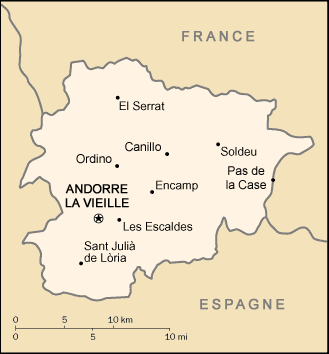 FRANCE
El Serrat
Canillo
Soldeu
Ordino
Pas de
la Case
ANDORRE
LA VIEILLE
Encamp
Les Escaldes
Sant Julià
de Lòria
ESPAGNE
0 5 10 km
0 5 10 mi